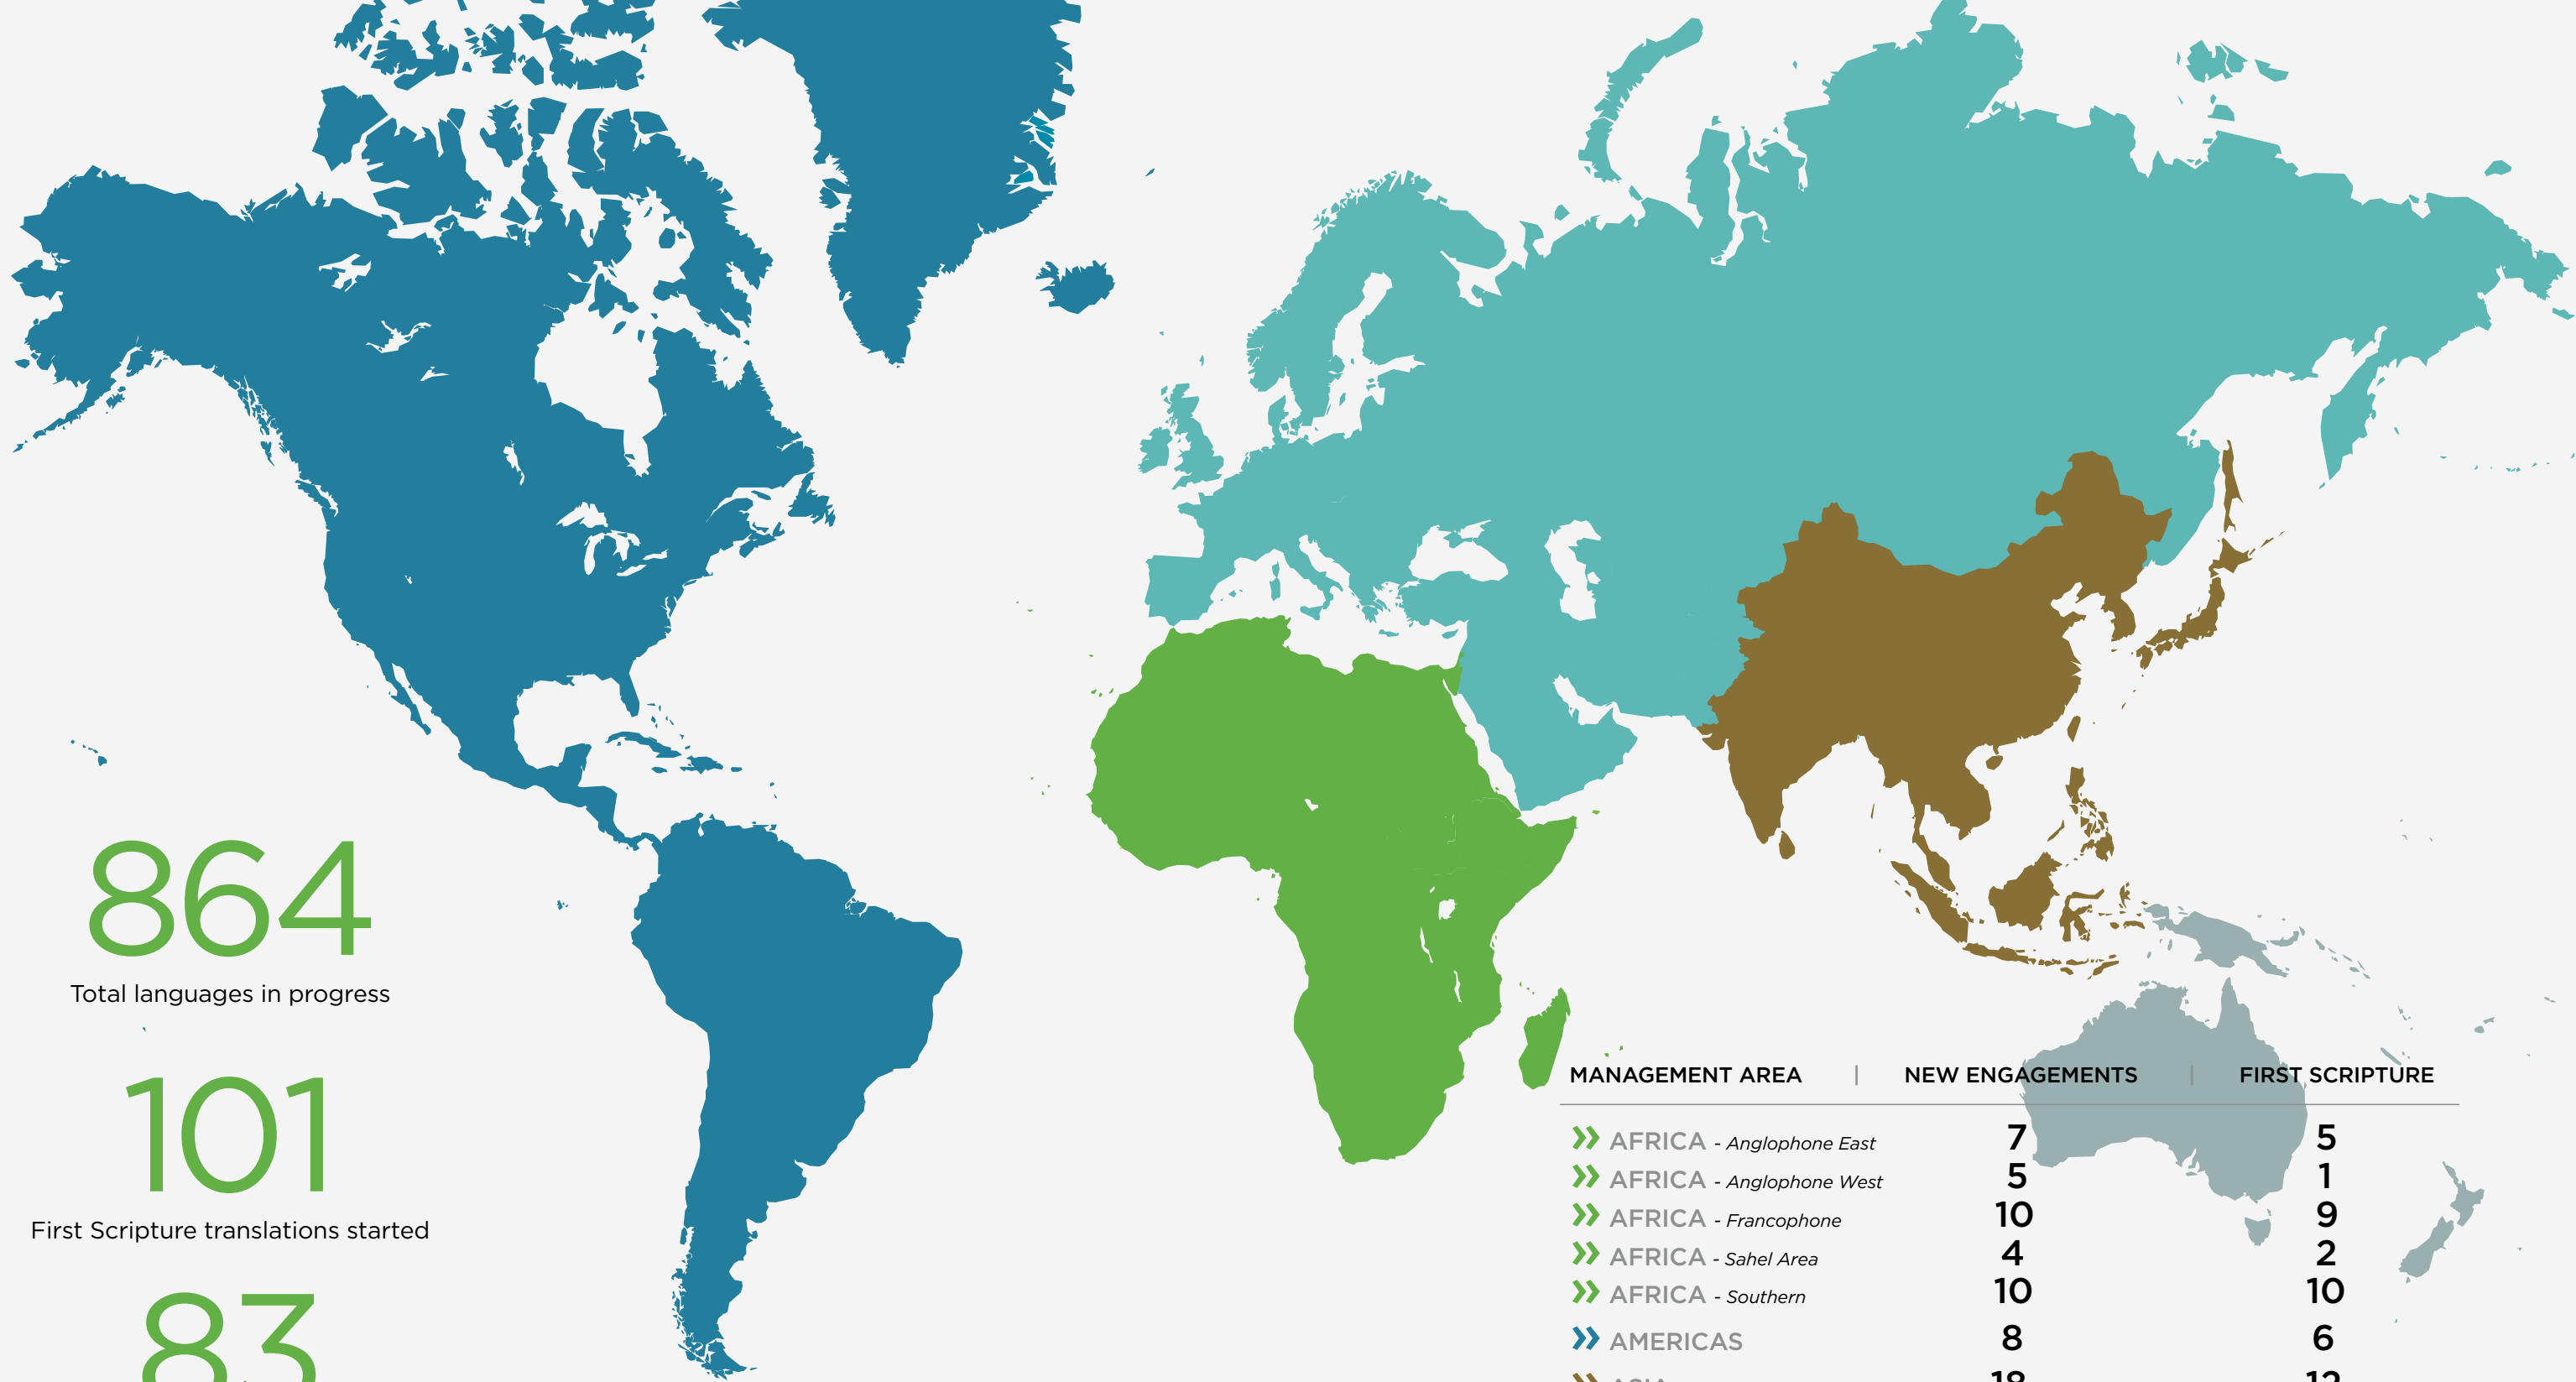 864
Total languages in progress
101
First Scripture translations started
83
MANAGEMENT AREA | NEW ENGAGEMENTS | FIRST SCRIPTURE
AFRICA - Anglophone East 7 5
AFRICA - Anglophone West 5 1
AFRICA - Francophone 10 9
AFRICA - Sahel Area 4 2
AFRICA - Southern 10 10
AMERICAS 8 6
ASIA 18